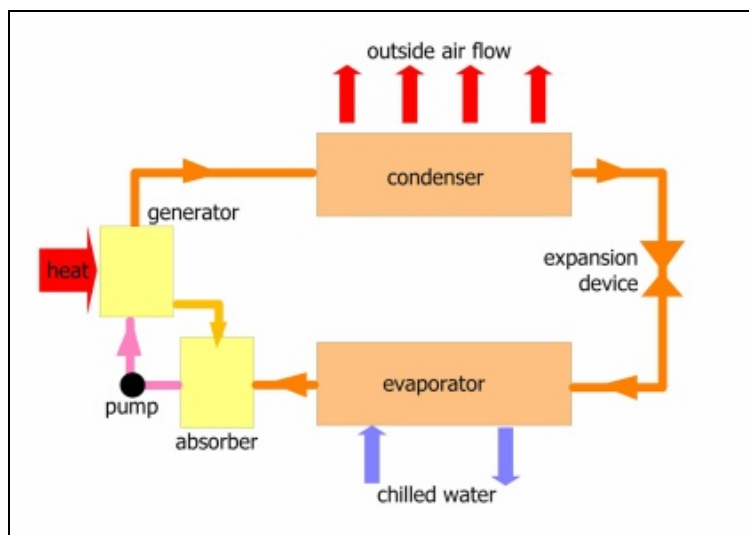 outside air flow
condenser
generator
heat
expansion
device
evaporator
pump
absorber
chilled water